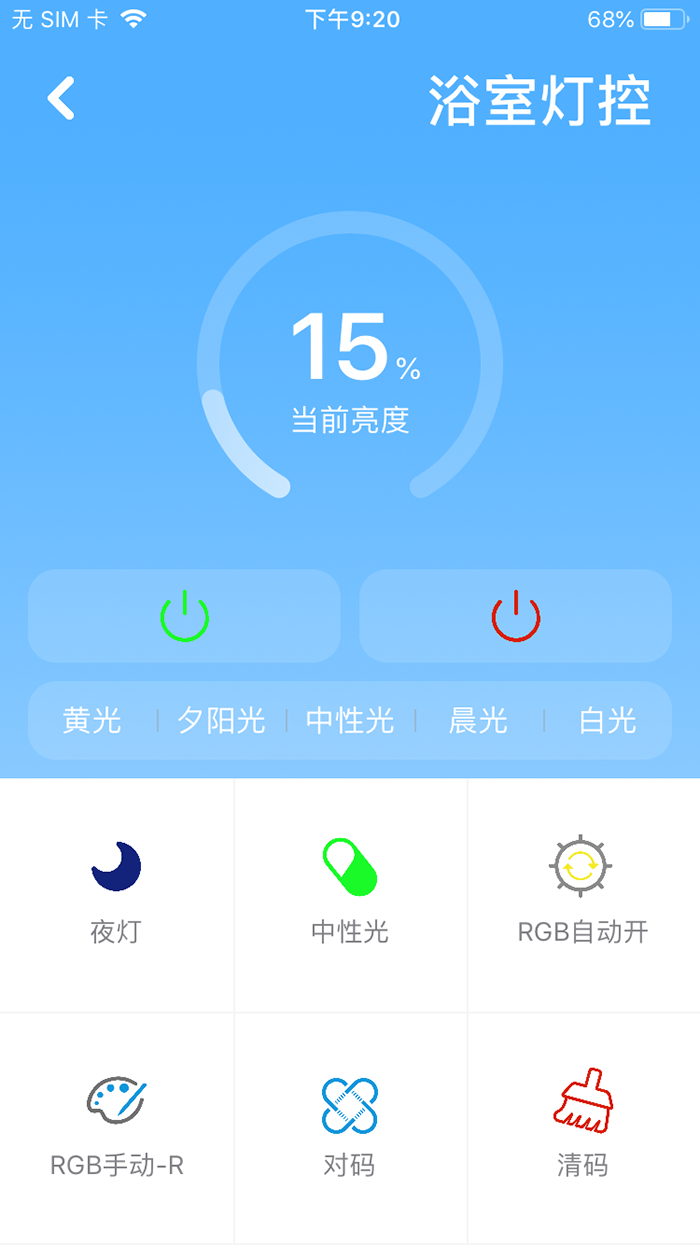 无 SIM 卡 下午9:20 68%
浴室灯控
15%
当前亮度
黄光 夕阳光 中性光 晨光 白光
夜灯 中性光 RGB自动开
RGB手动-R 对码 清码